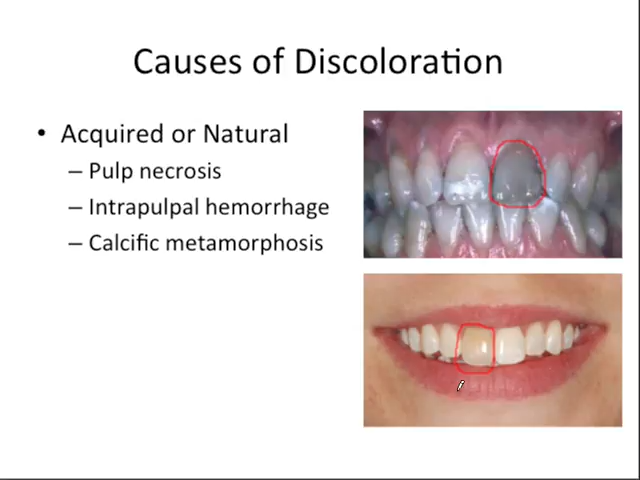 Causes of Discoloration
• Acquired or Natural
– Pulp necrosis
– Intrapulpal hemorrhage
– Calcific metamorphosis